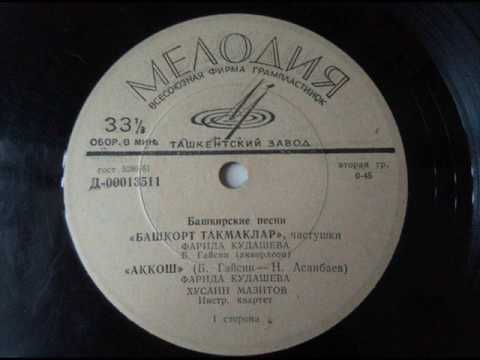 МЕЛОДИЯ
ВСЕСОЮЗНАЯ ФИРМА ГРАМПЛАСТИНОК
33⅓
ОБОР. В МИН.
ТАШКЕНТСКИЙ ЗАВОД
гост 5289-61
вторая гр.
Д-00013511
0-45
Башкирские песни
«БАШКОРТ ТАКМАКЛАР», частушки
ФАРИДА КУДАШЕВА
Б. Гайсин (аккордеон)
«АККОШ» (Б. Гайсин — Н. Асанбаев)
ФАРИДА КУДАШЕВА
ХУСАИН МАЗИТОВ
Инстр. квартет
1 сторона